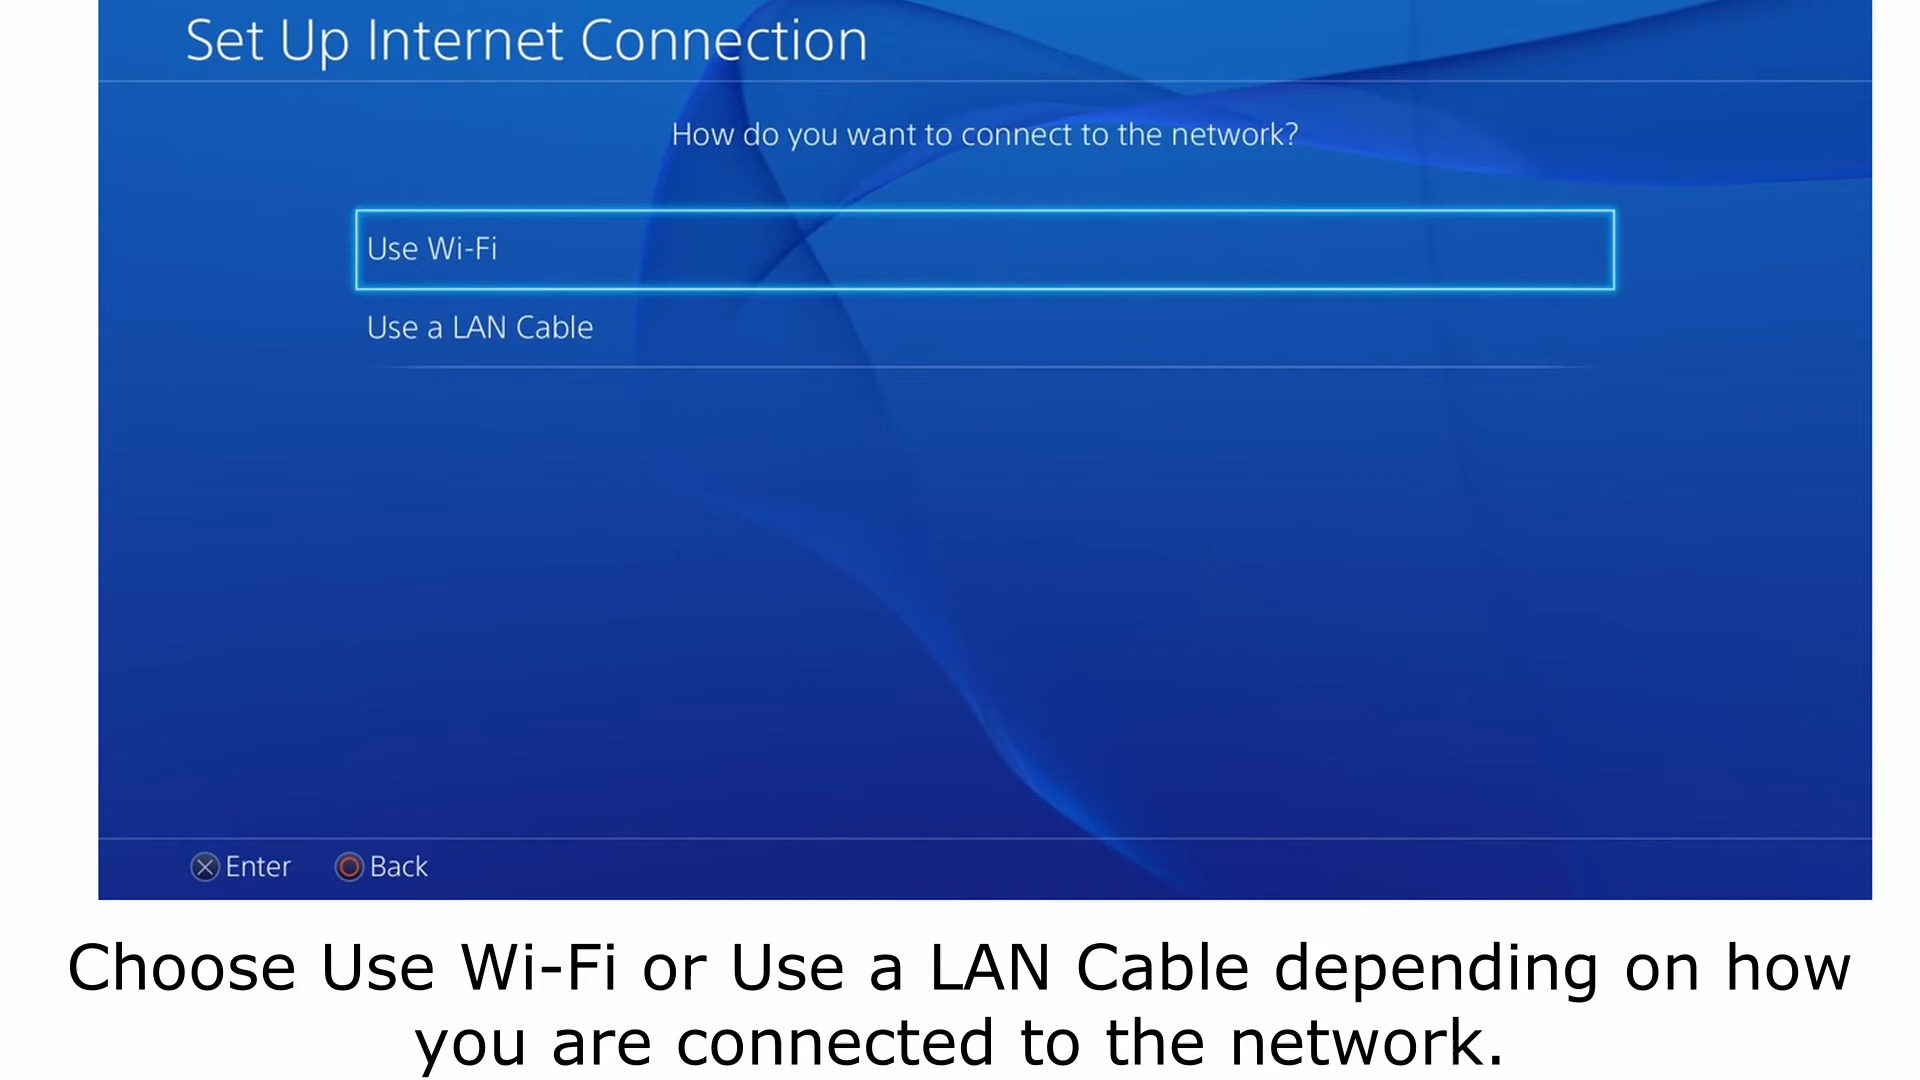 Set Up Internet Connection
How do you want to connect to the network?
Use Wi-Fi
Use a LAN Cable
Enter Back
Choose Use Wi-Fi or Use a LAN Cable depending on how
you are connected to the network.